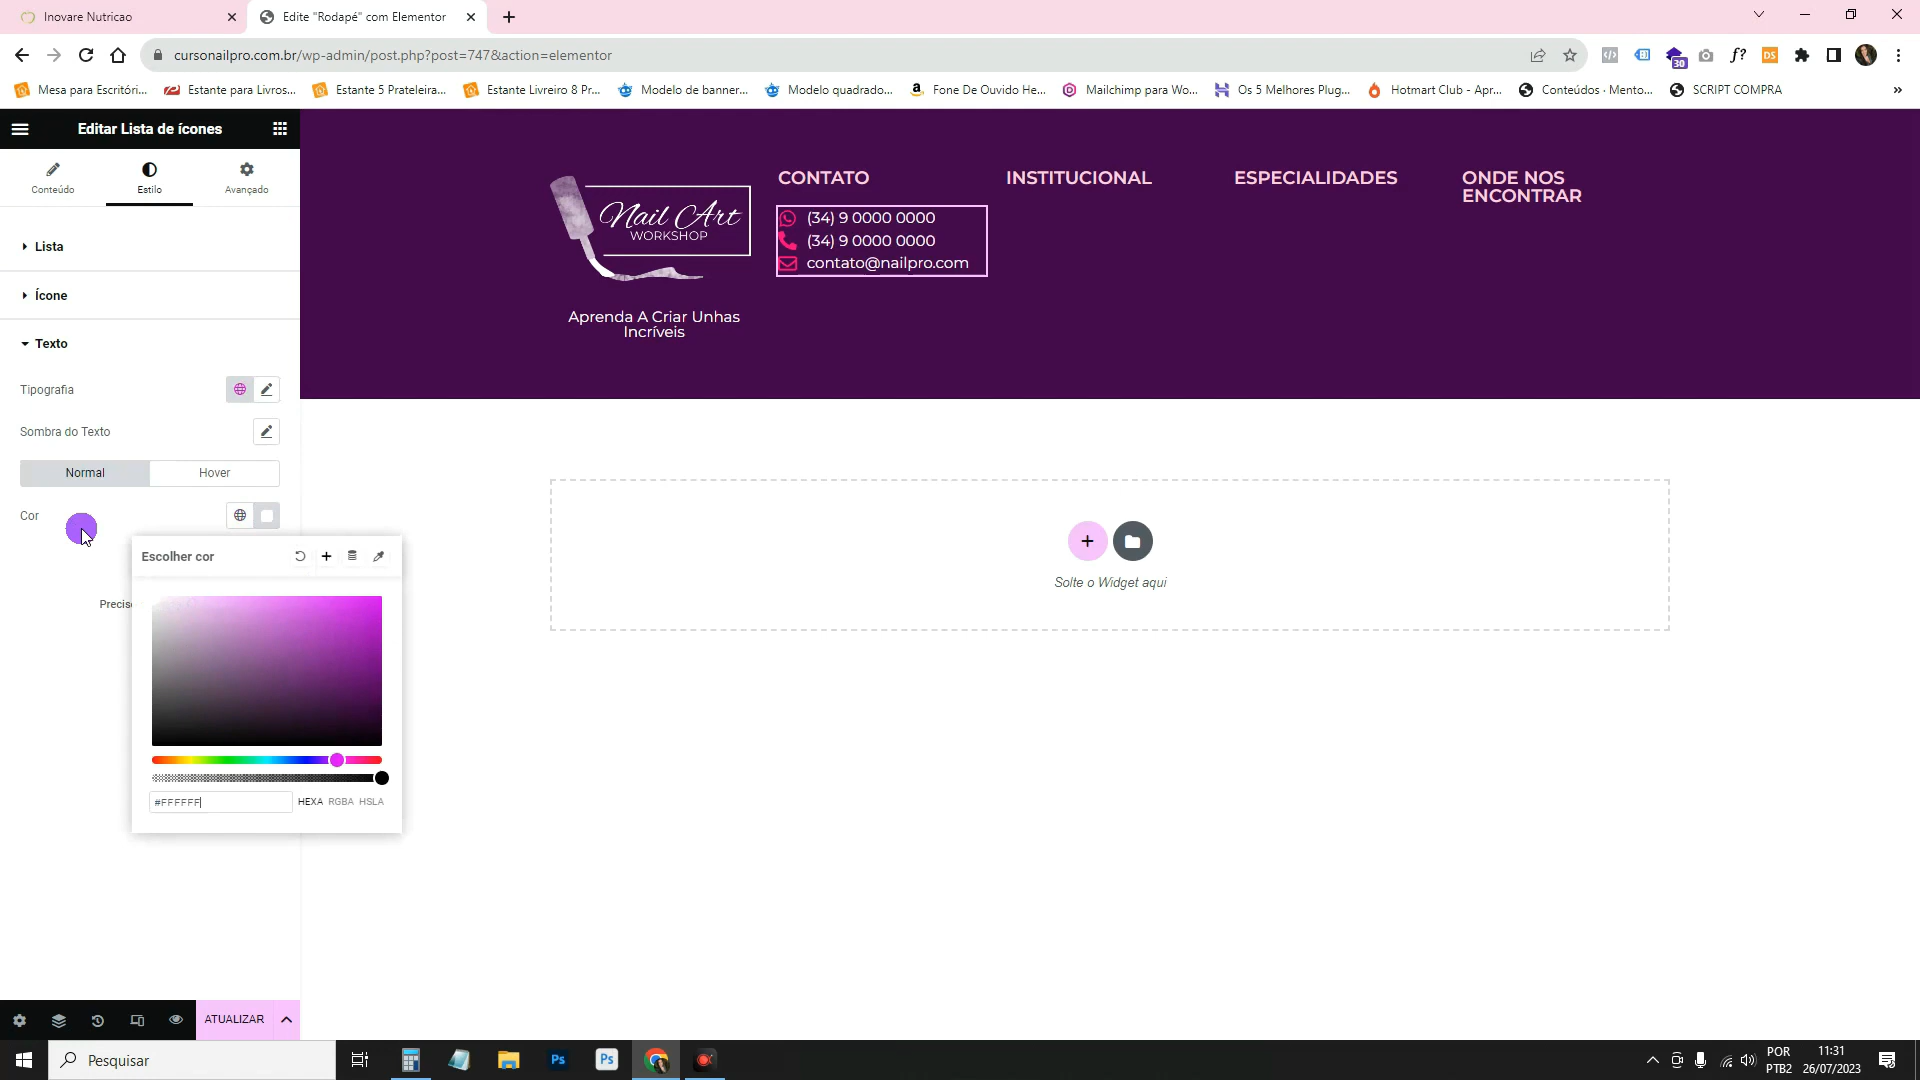 Inovare Nutricao
Edite "Rodapé" com Elementor
cursonailpro.com.br/wp-admin/post.php?post=747&action=elementor
30
f?
DS
Mesa para Escritóri...
Estante para Livros...
Estante 5 Prateleira...
Estante Livreiro 8 Pr...
Modelo de banner...
Modelo quadrado...
Fone De Ouvido He...
Mailchimp para Wo...
Os 5 Melhores Plug...
Hotmart Club - Apr...
Conteúdos · Mento...
SCRIPT COMPRA
Editar Lista de ícones
Conteúdo
Estilo
Avançado
Lista
Ícone
Texto
Tipografia
Sombra do Texto
Normal
Hover
Cor
Precis
Escolher cor
#FFFFFF
HEXA RGBA HSLA
ATUALIZAR
Nail Art
WORKSHOP
Aprenda A Criar Unhas
Incríveis
CONTATO
(34) 9 0000 0000
(34) 9 0000 0000
contato@nailpro.com
INSTITUCIONAL
ESPECIALIDADES
ONDE NOS
ENCONTRAR
Solte o Widget aqui
Pesquisar
Ps
Ps
POR
PTB2
11:31
26/07/2023